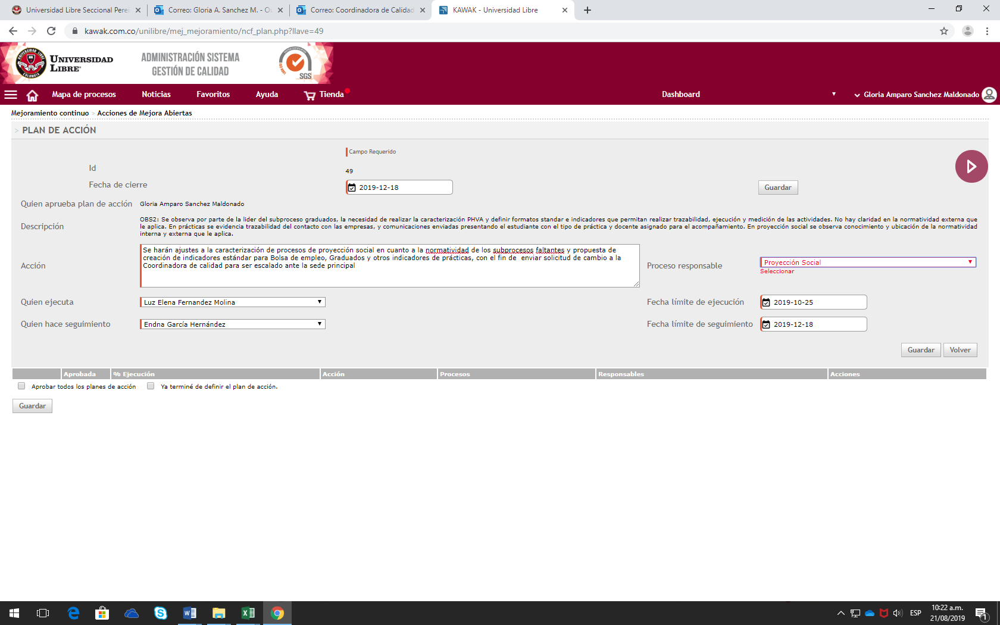 Universidad Libre Seccional Perei
Correo: Gloria A. Sanchez M. - Ou
Correo: Coordinadora de Calidad
KAWAK - Universidad Libre
kawak.com.co/unilibre/mej_mejoramiento/ncf_plan.php?llave=49
UNIVERSIDAD LIBRE
ADMINISTRACIÓN SISTEMA
GESTIÓN DE CALIDAD
SGS
Mapa de procesos
Noticias
Favoritos
Ayuda
Tienda
Dashboard
Gloria Amparo Sanchez Maldonado
Mejoramiento continuo > Acciones de Mejora Abiertas
> PLAN DE ACCIÓN
Campo Requerido
Id
49
Fecha de cierre
2019-12-18
Guardar
Quien aprueba plan de acción
Gloria Amparo Sanchez Maldonado
Descripción
OBS2: Se observa por parte de la lider del subproceso graduados, la necesidad de realizar la caracterización PHVA y definir formatos standar e indicadores que permitan realizar trazabilidad, ejecución y medición de las actividades. No hay claridad en la normatividad externa que
le aplica. En prácticas se evidencia trazabilidad del contacto con las empresas, y comunicaciones enviadas presentando el estudiante con el tipo de práctica y docente asignado para el acompañamiento. En proyección social se observa conocimiento y ubicación de la normatividad
interna y externa que le aplica.
Acción
Se harán ajustes a la caracterización de procesos de proyección social en cuanto a la normatividad de los subprocesos faltantes y propuesta de
creación de indicadores estándar para Bolsa de empleo, Graduados y otros indicadores de prácticas, con el fin de  enviar solicitud de cambio a la
Coordinadora de calidad para ser escalado ante la sede principal
Proceso responsable
Proyección Social
Seleccionar
Quien ejecuta
Luz Elena Fernandez Molina
Fecha límite de ejecución
2019-10-25
Quien hace seguimiento
Endna García Hernández
Fecha límite de seguimiento
2019-12-18
Guardar
Volver
Aprobada
% Ejecución
Acción
Procesos
Responsables
Acciones
Aprobar todos los planes de acción
Ya terminé de definir el plan de acción.
Guardar
ESP
10:22 a.m.
21/08/2019
1